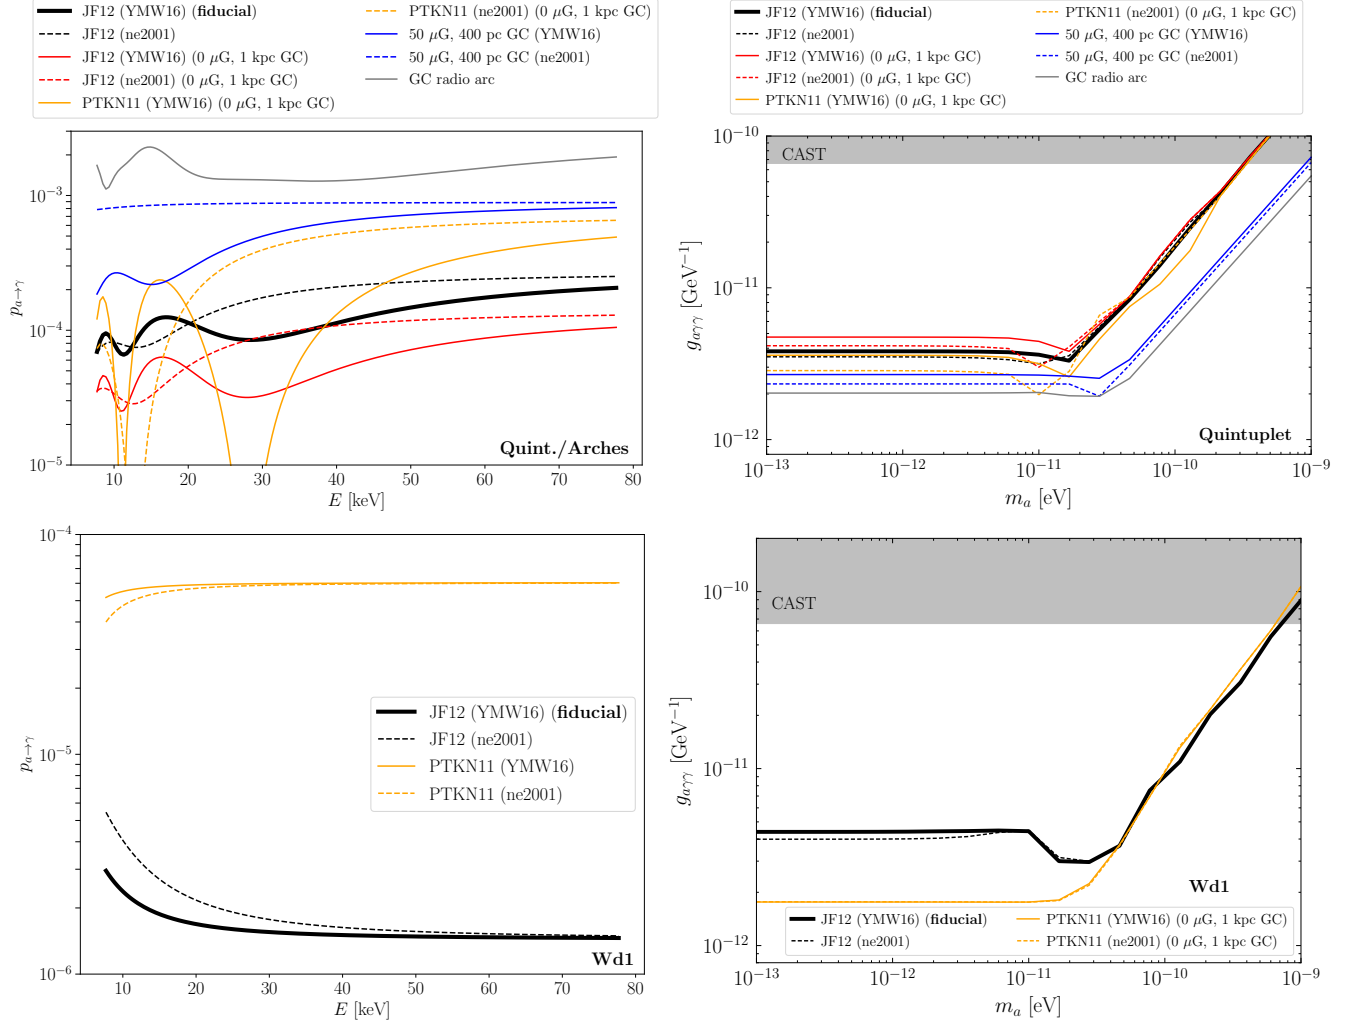 JF12 (YMW16) (fiducial)
JF12 (ne2001)
JF12 (YMW16) (0 μG, 1 kpc GC)
JF12 (ne2001) (0 μG, 1 kpc GC)
PTKN11 (YMW16) (0 μG, 1 kpc GC)
PTKN11 (ne2001) (0 μG, 1 kpc GC)
50 μG, 400 pc GC (YMW16)
50 μG, 400 pc GC (ne2001)
GC radio arc
10⁻³
10⁻⁴
10⁻⁵
p_{a→γ}
Quint./Arches
10 20 30 40 50 60 70 80
E [keV]
JF12 (YMW16) (fiducial)
JF12 (ne2001)
JF12 (YMW16) (0 μG, 1 kpc GC)
JF12 (ne2001) (0 μG, 1 kpc GC)
PTKN11 (YMW16) (0 μG, 1 kpc GC)
PTKN11 (ne2001) (0 μG, 1 kpc GC)
50 μG, 400 pc GC (YMW16)
50 μG, 400 pc GC (ne2001)
GC radio arc
10⁻¹⁰
10⁻¹¹
10⁻¹²
g_{aγγ} [GeV⁻¹]
CAST
Quintuplet
10⁻¹³ 10⁻¹² 10⁻¹¹ 10⁻¹⁰ 10⁻⁹
m_a [eV]
10⁻⁴
10⁻⁵
10⁻⁶
p_{a→γ}
JF12 (YMW16) (fiducial)
JF12 (ne2001)
PTKN11 (YMW16)
PTKN11 (ne2001)
Wd1
10 20 30 40 50 60 70 80
E [keV]
10⁻¹⁰
10⁻¹¹
10⁻¹²
g_{aγγ} [GeV⁻¹]
CAST
Wd1
JF12 (YMW16) (fiducial)
JF12 (ne2001)
PTKN11 (YMW16) (0 μG, 1 kpc GC)
PTKN11 (ne2001) (0 μG, 1 kpc GC)
10⁻¹³ 10⁻¹² 10⁻¹¹ 10⁻¹⁰ 10⁻⁹
m_a [eV]